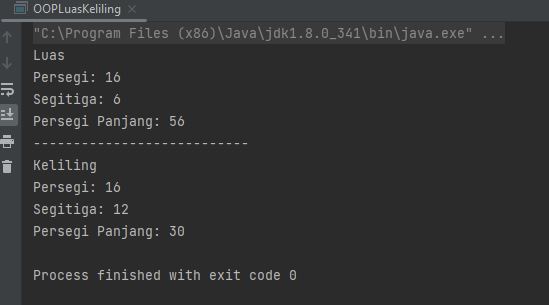 OOPLuasKeliling
"C:\Program Files (x86)\Java\jdk1.8.0_341\bin\java.exe" ...
Luas
Persegi: 16
Segitiga: 6
Persegi Panjang: 56
---------------------------
Keliling
Persegi: 16
Segitiga: 12
Persegi Panjang: 30
Process finished with exit code 0